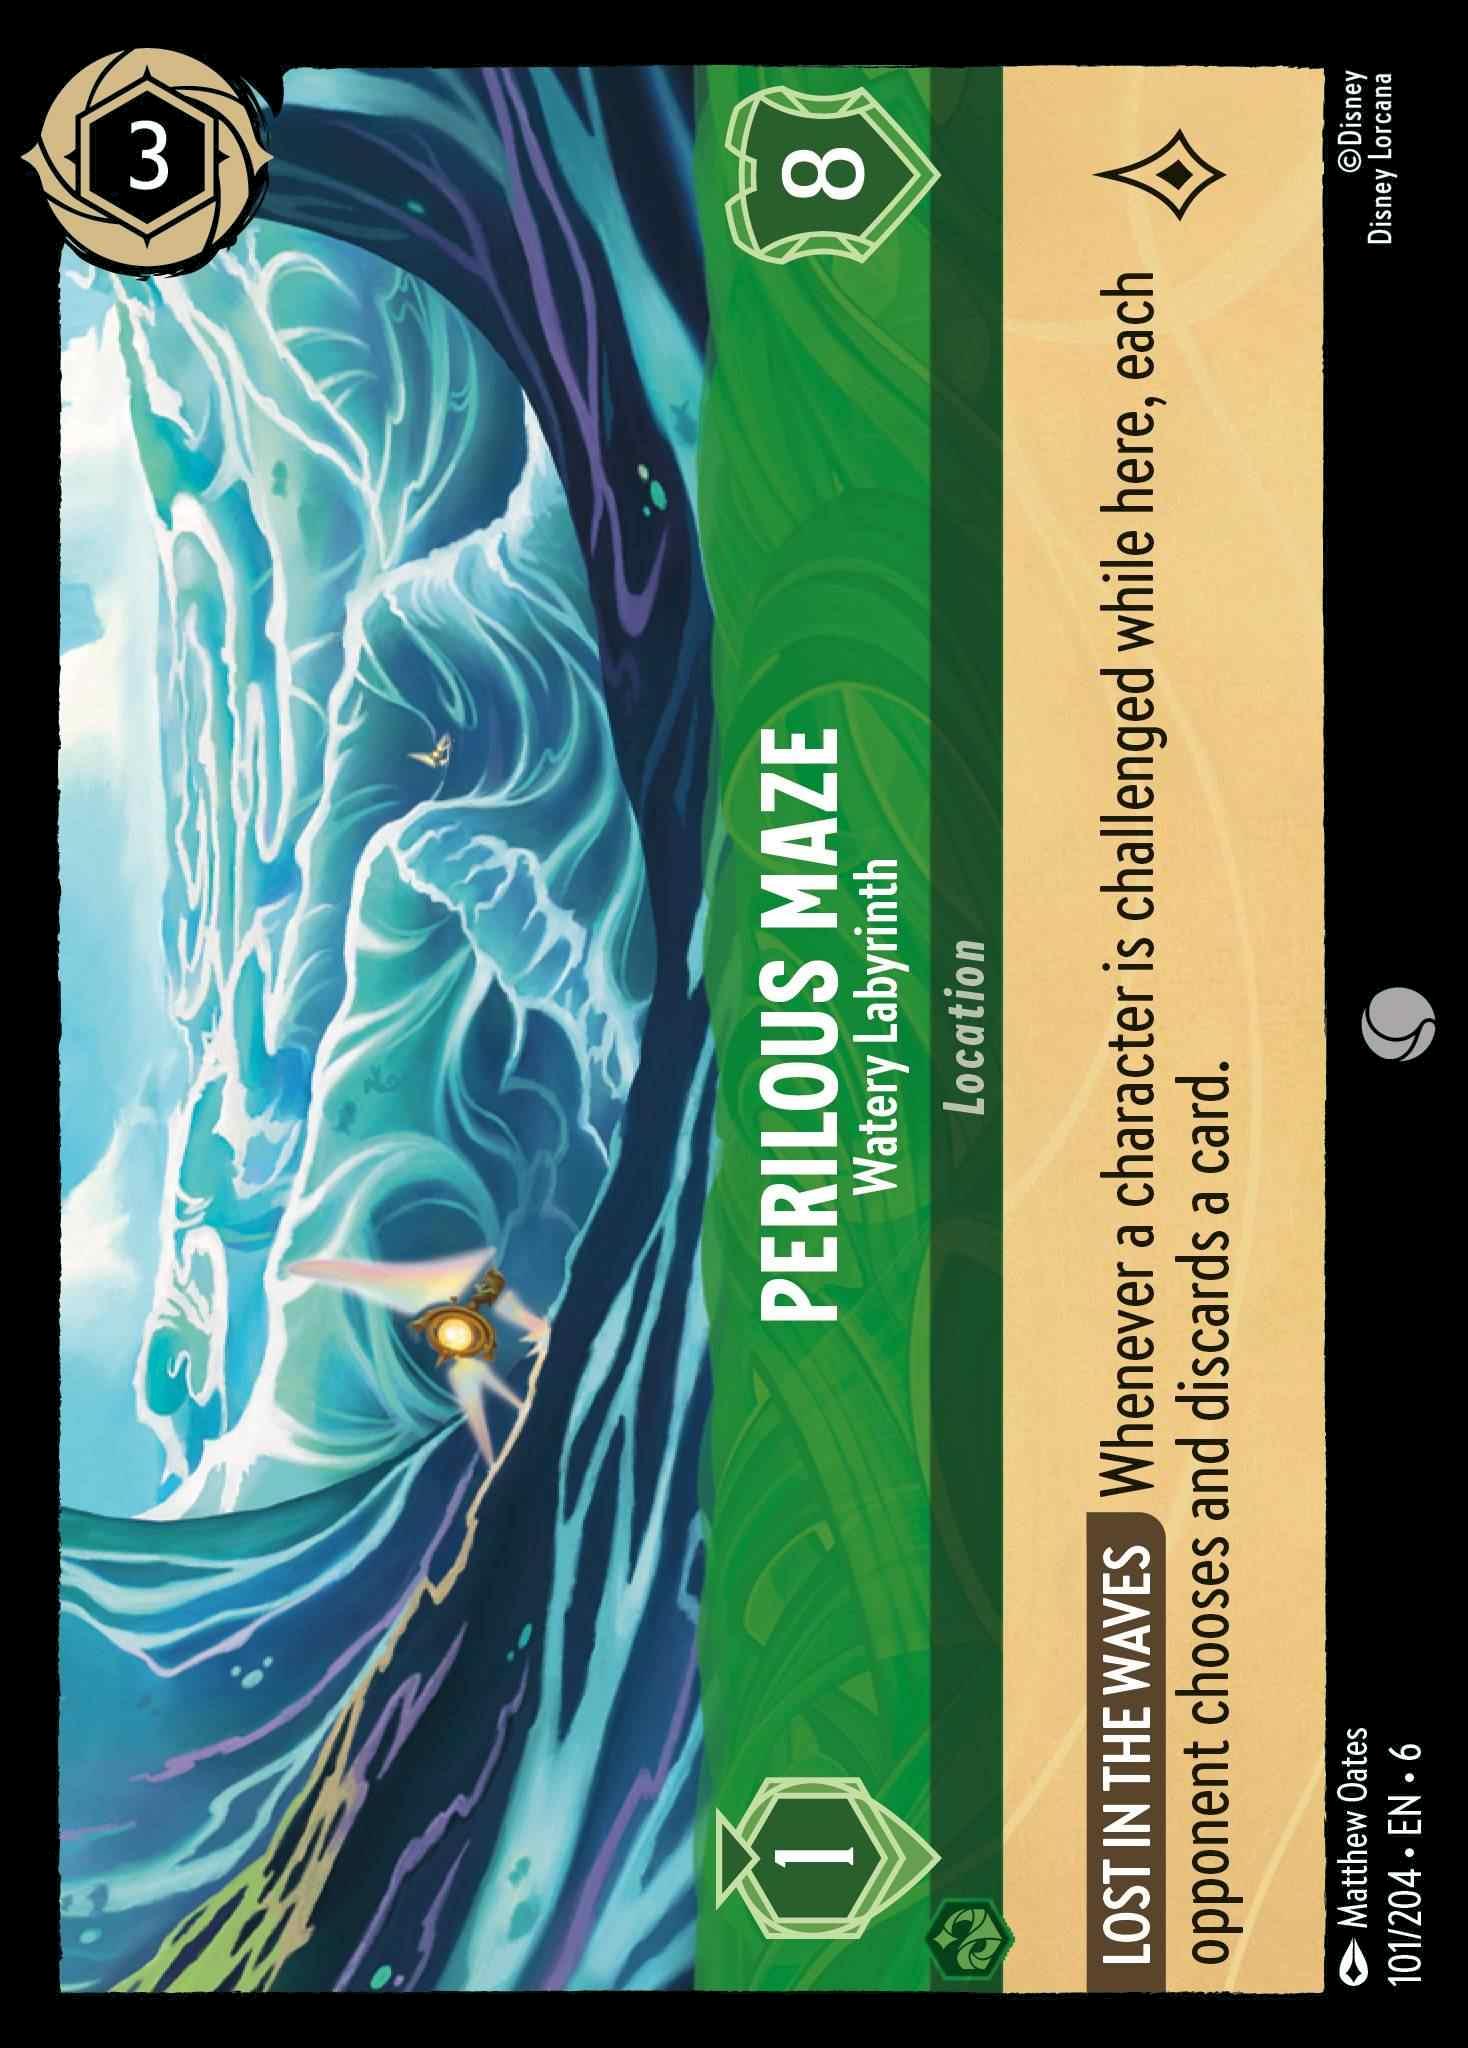 3
1
PERILOUS MAZE
Watery Labyrinth
8
Location
LOST IN THE WAVES Whenever a character is challenged while here, each
opponent chooses and discards a card.
Matthew Oates
101/204 • EN • 6
©Disney
Disney Lorcana